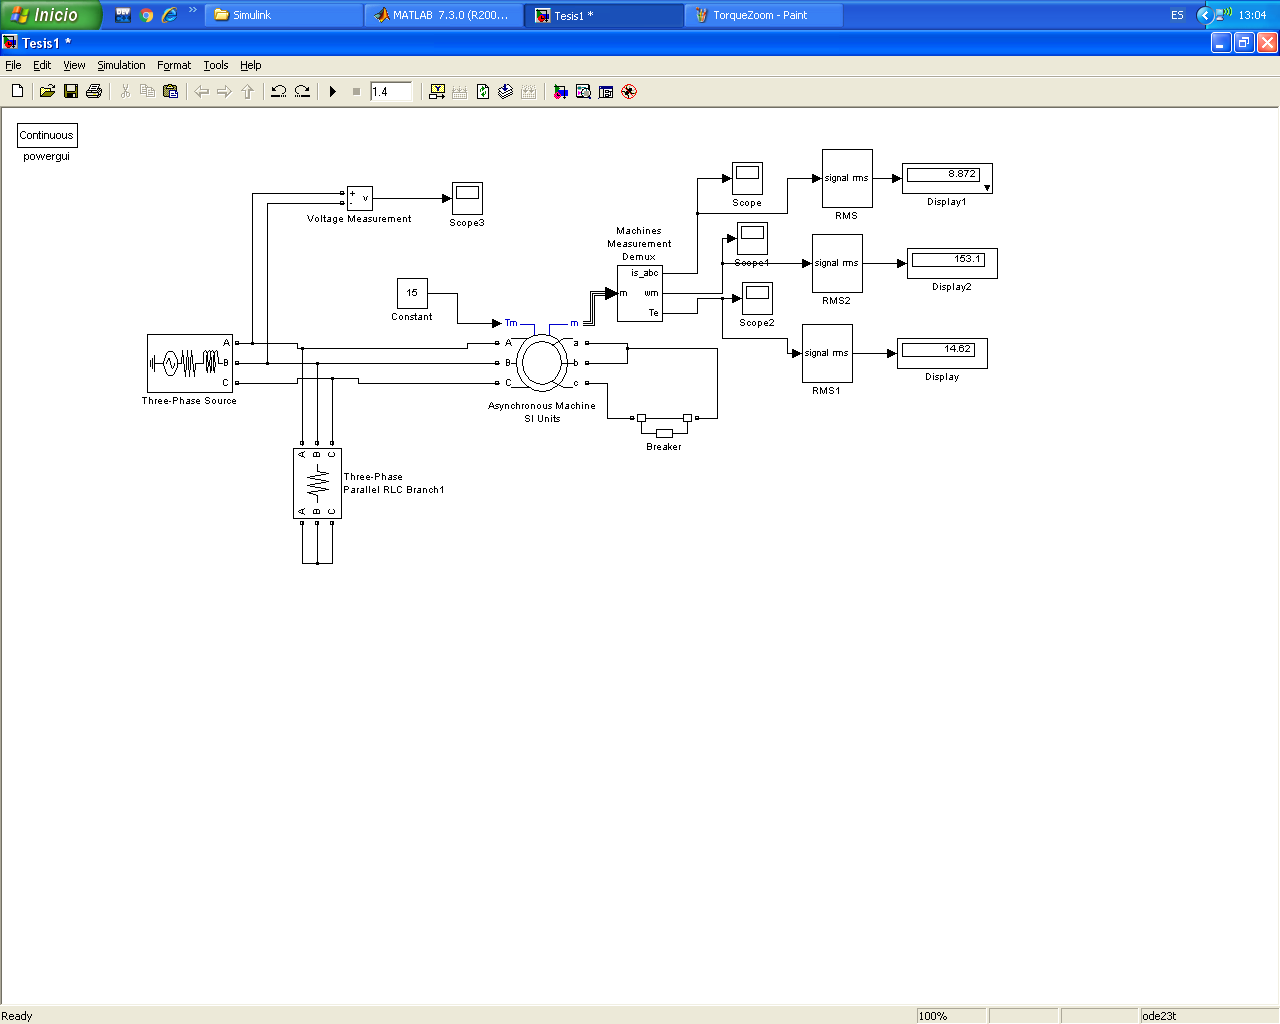 Inicio
DEV
Simulink
MATLAB 7.3.0 (R200...
Tesis1 *
TorqueZoom - Paint
ES
13:04
Tesis1 *
File Edit View Simulation Format Tools Help
1.4
Continuous
powergui
+
-
v
Voltage Measurement
Scope3
Scope
signal rms
RMS
8.872
Display1
Machines
Measurement
Demux
m
is_abc
wm
Te
Scope1
signal rms
RMS2
153.1
Display2
Scope2
signal rms
RMS1
14.62
Display
15
Constant
Tm
m
A
B
C
a
b
c
Asynchronous Machine
SI Units
A
B
C
Three-Phase Source
Breaker
A B C
A B C
Three-Phase
Parallel RLC Branch1
Ready
100%
ode23t